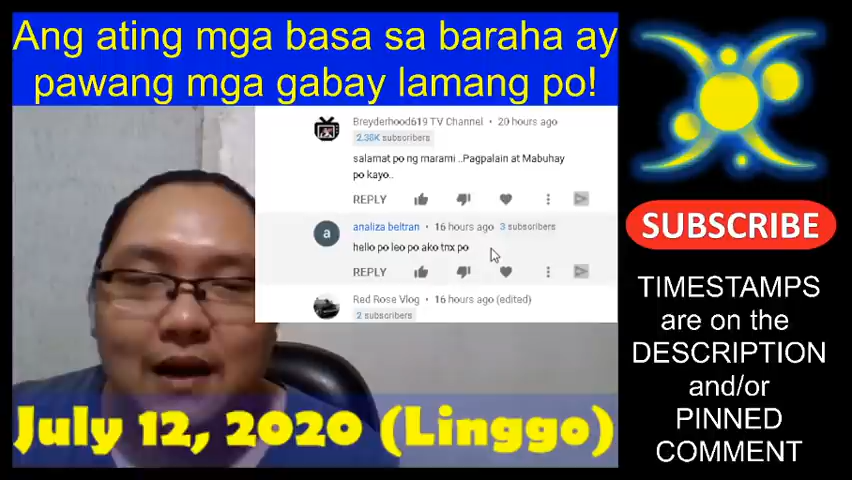 Ang ating mga basa sa baraha ay
pawang mga gabay lamang po!
Breyderhood619 TV Channel • 20 hours ago
2.38K subscribers
salamat po ng marami ..Pagpalain at Mabuhay
po kayo..
REPLY
a
analiza beltran • 16 hours ago 3 subscribers
hello po leo po ako tnx po
REPLY
Red Rose Vlog • 16 hours ago (edited)
2 subscribers
July 12, 2020 (Linggo)
SUBSCRIBE
TIMESTAMPS
are on the
DESCRIPTION
and/or
PINNED
COMMENT